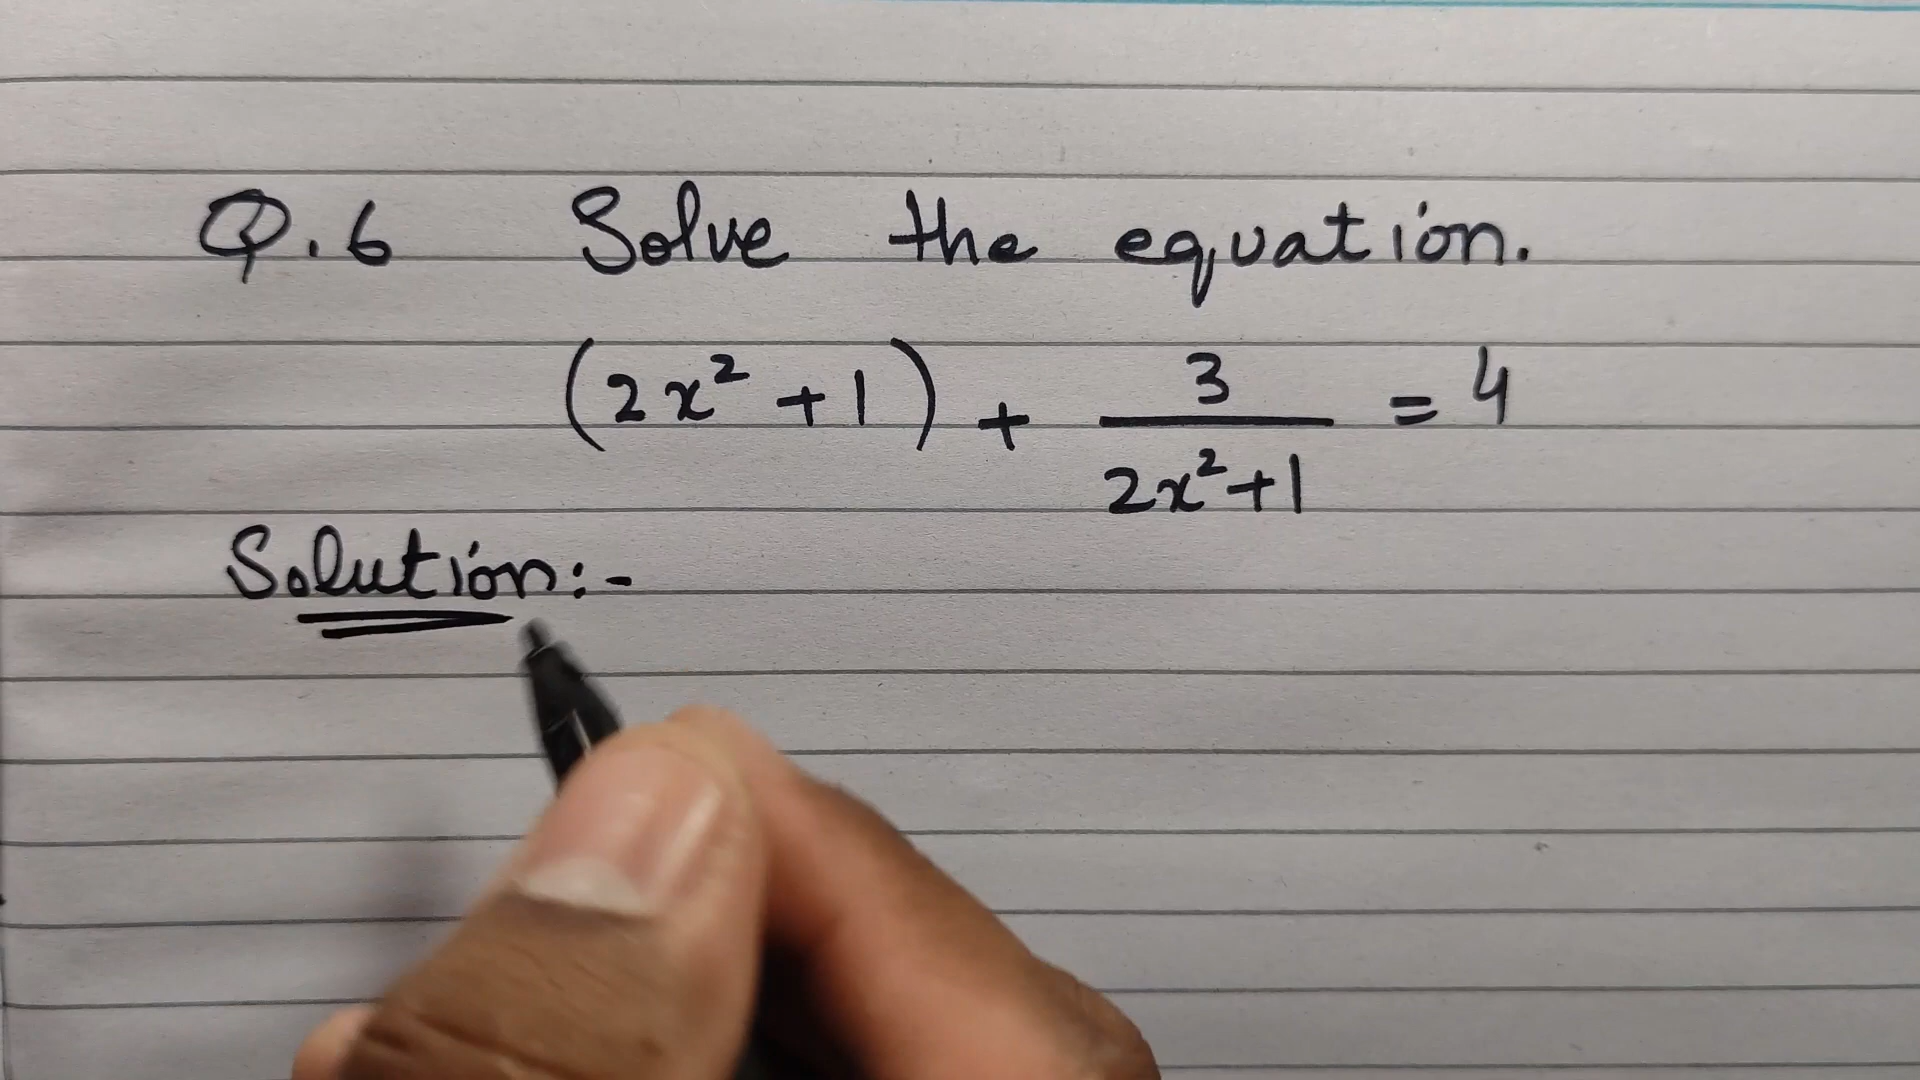 Q.6 Solve the equation.
(2x² + 1) + 3/(2x²+1) = 4
Solution:-